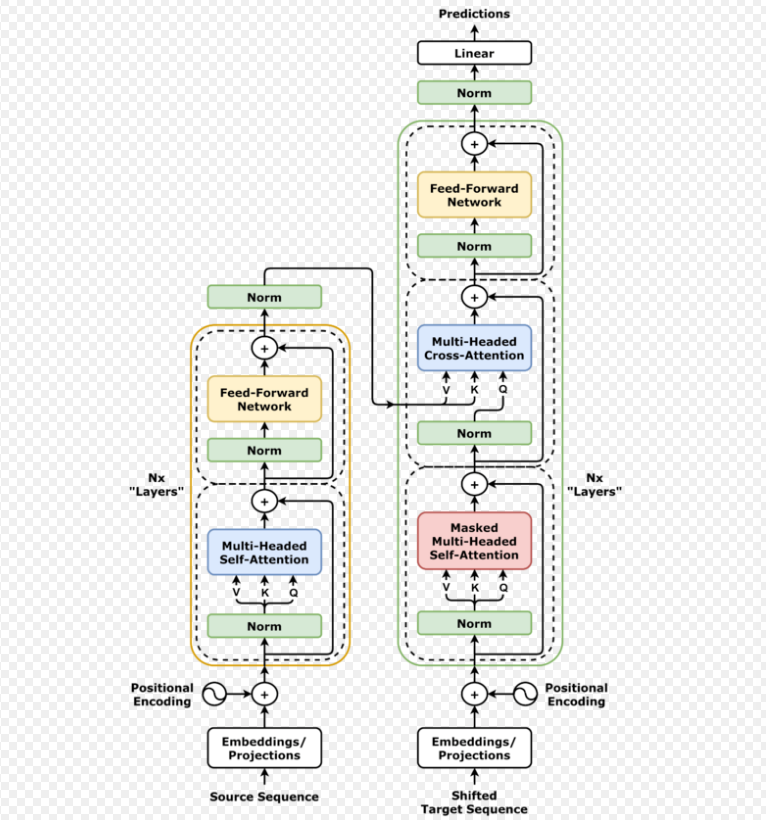 Predictions
Linear
Norm
Feed-Forward
Network
Norm
Multi-Headed
Cross-Attention
V K Q
Norm
Masked
Multi-Headed
Self-Attention
V K Q
Norm
Nx
"Layers"
Positional
Encoding
Embeddings/
Projections
Shifted
Target Sequence
Norm
Feed-Forward
Network
Norm
Multi-Headed
Self-Attention
V K Q
Norm
Nx
"Layers"
Positional
Encoding
Embeddings/
Projections
Source Sequence
+
+
+
+
+
+
+